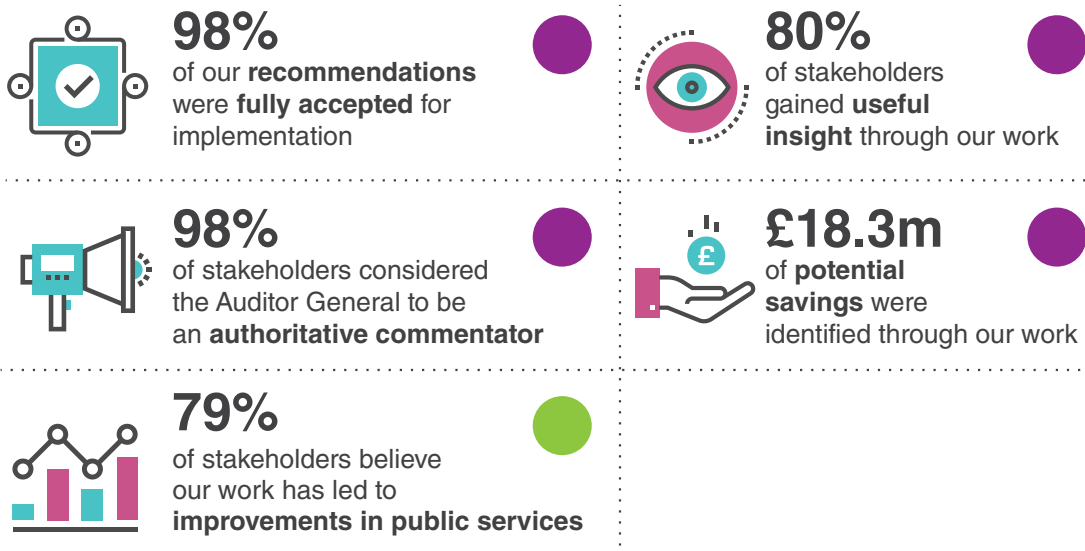 98%
of our recommendations
were fully accepted for
implementation
80%
of stakeholders
gained useful
insight through our work
98%
of stakeholders considered
the Auditor General to be
an authoritative commentator
£
£18.3m
of potential
savings were
identified through our work
79%
of stakeholders believe
our work has led to
improvements in public services